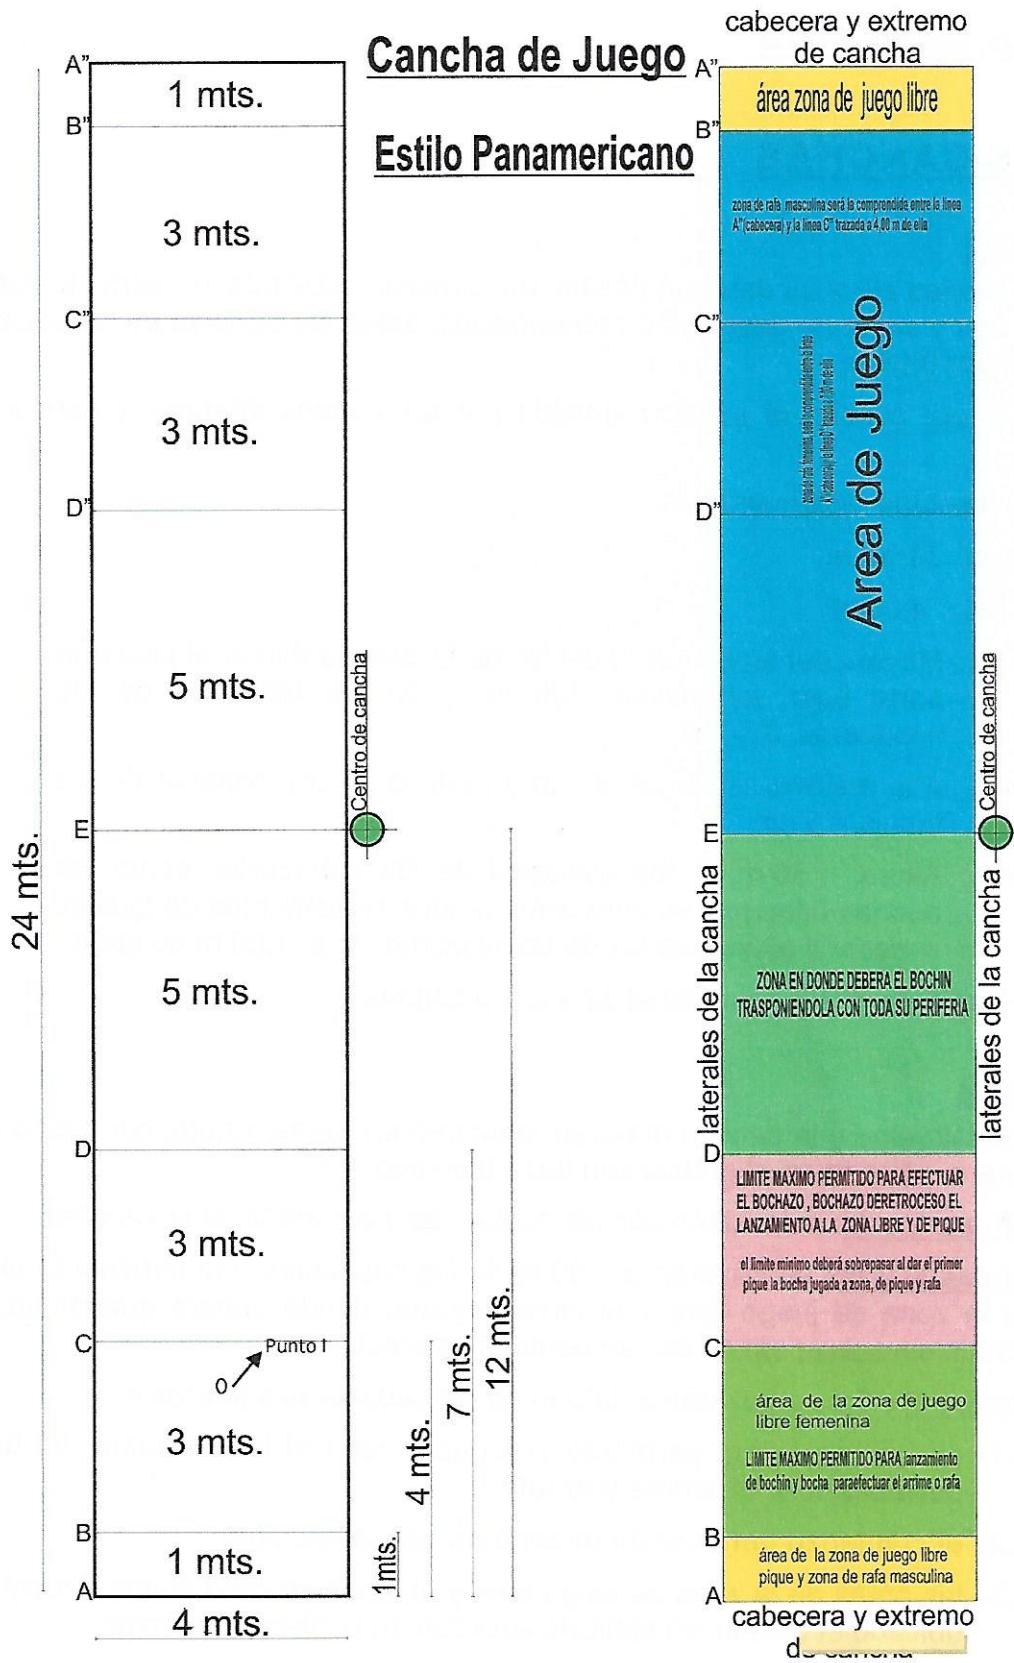 Cancha de Juego
Estilo Panamericano
A”
1 mts.
B”
3 mts.
C”
3 mts.
D”
5 mts.
Centro de cancha
E
24 mts.
5 mts.
D
3 mts.
C
Punto I
O
3 mts.
B
1 mts.
A
4 mts.
1mts.
4 mts.
7 mts.
12 mts.
cabecera y extremo
de cancha
A”
área zona de juego libre
B”
zona de rafa masculina será la comprendida entre la linea
A”(cabecera) y la linea C” trazada a 4,00 m de ella
C”
Area de Juego
D”
Centro de cancha
E
laterales de la cancha
laterales de la cancha
ZONA EN DONDE DEBERA EL BOCHIN
TRASPONIENDOLA CON TODA SU PERIFERIA
D
LIMITE MAXIMO PERMITIDO PARA EFECTUAR
EL BOCHAZO , BOCHAZO DERETROCESO EL
LANZAMIENTO A LA ZONA LIBRE Y DE PIQUE
el limite minimo deberá sobrepasar al dar el primer
pique la bocha jugada a zona, de pique y rafa
C
área de la zona de juego
libre femenina
LIMITE MAXIMO PERMITIDO PARA lanzamiento
de bochin y bocha paraefectuar el arrime o rafa
B
área de la zona de juego libre
pique y zona de rafa masculina
A
cabecera y extremo
de cancha